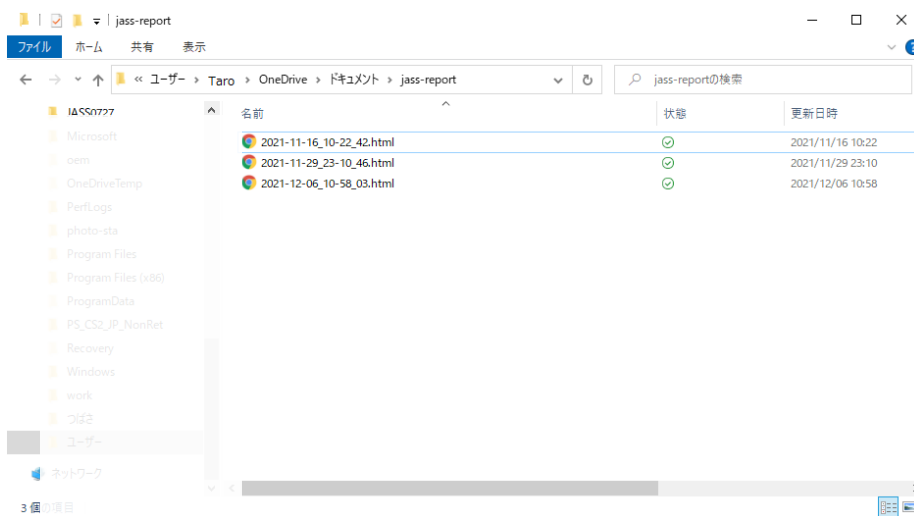 jass-report
ファイル ホーム 共有 表示
« ユーザー › Taro › OneDrive › ドキュメント › jass-report jass-reportの検索
JASS0727
Microsoft
oem
OneDriveTemp
PerfLogs
photo-sta
Program Files
Program Files (x86)
ProgramData
PS_CS2_JP_NonRet
Recovery
Windows
work
つばさ
ユーザー
ネットワーク
名前 状態 更新日時
2021-11-16_10-22_42.html 2021/11/16 10:22
2021-11-29_23-10_46.html 2021/11/29 23:10
2021-12-06_10-58_03.html 2021/12/06 10:58
3 個の項目